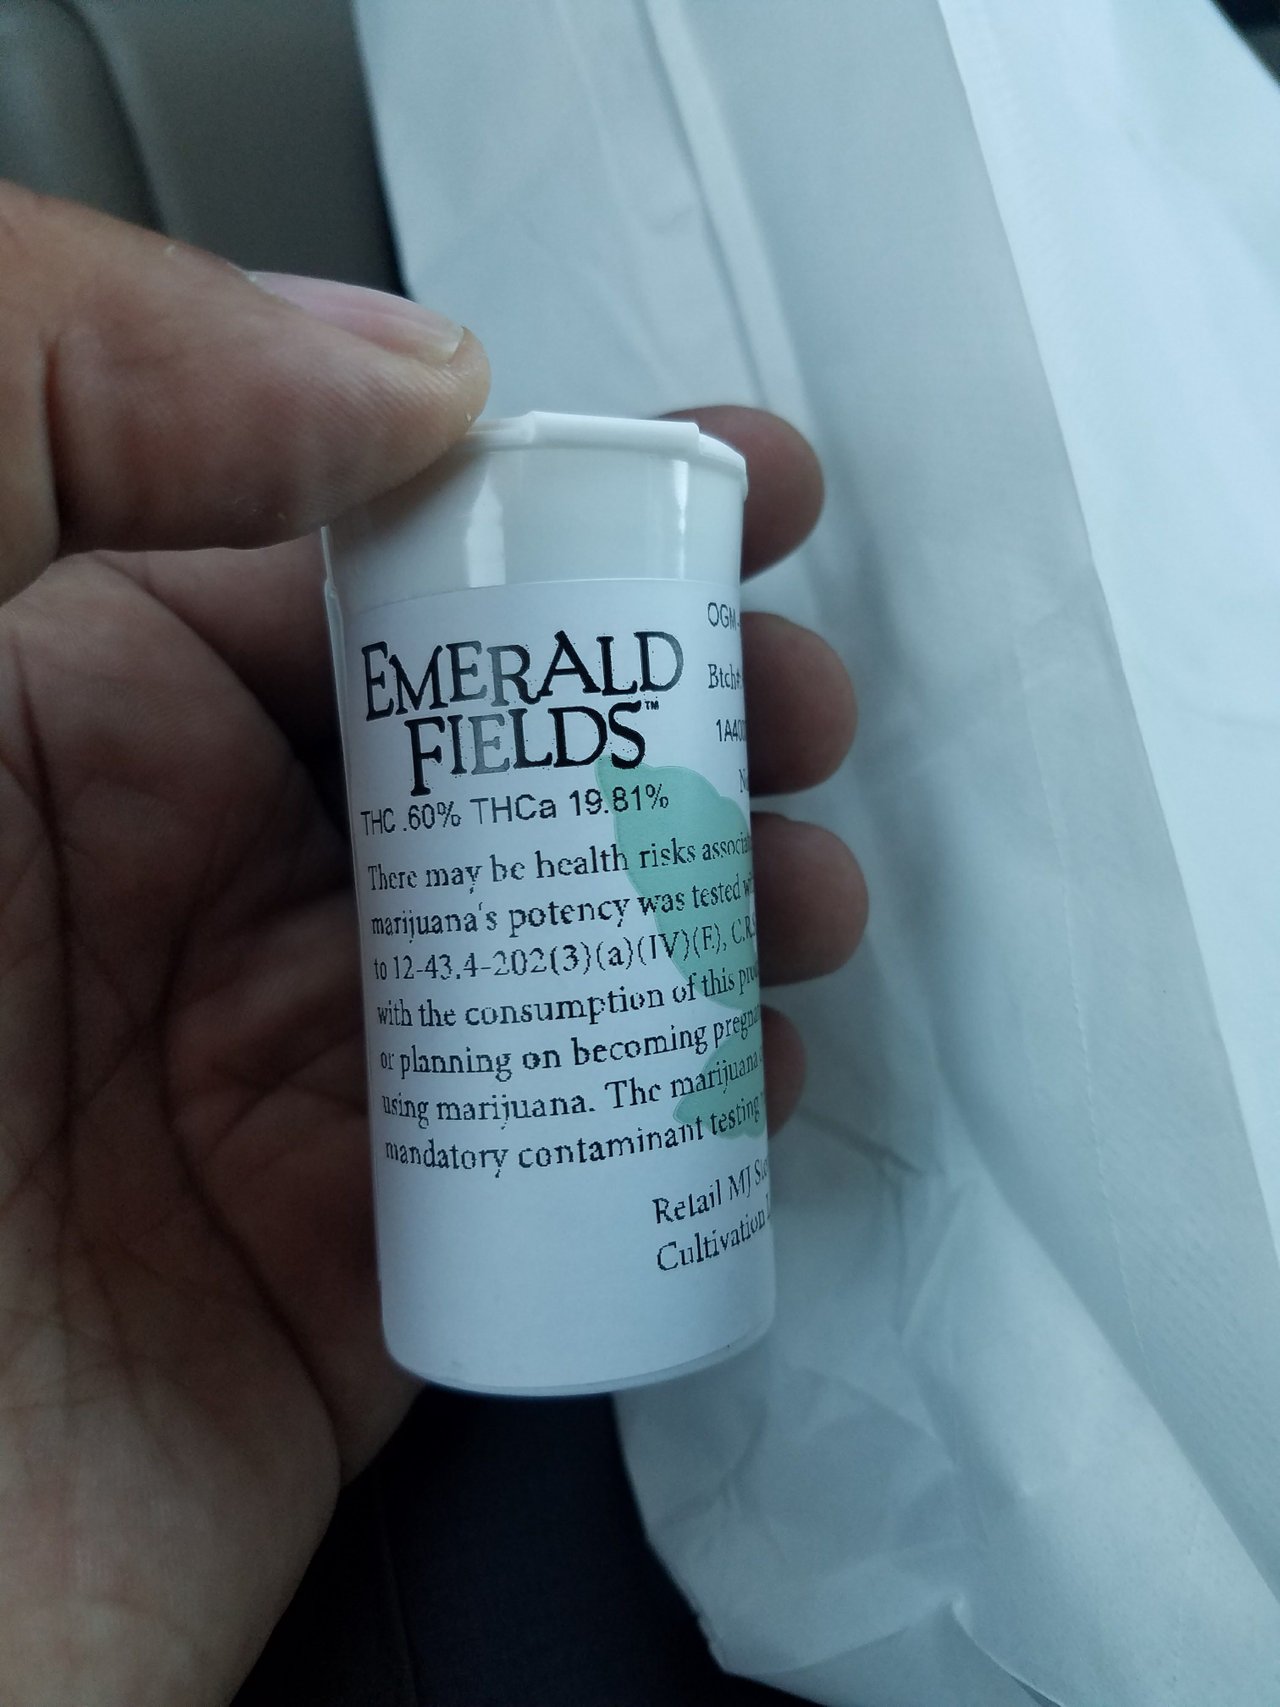 EMERALD
FIELDS™
THC .60% THCa 19.81%
There may be health risks
marijuana's potency was tested
to 12-43.4-202(3)(a)(IV)(F.),
with the consumption of this
or planning on becoming
using marijuana. The marijuana
mandatory contaminant testing
Retail MJ
Cultivation
OGM
Btch#